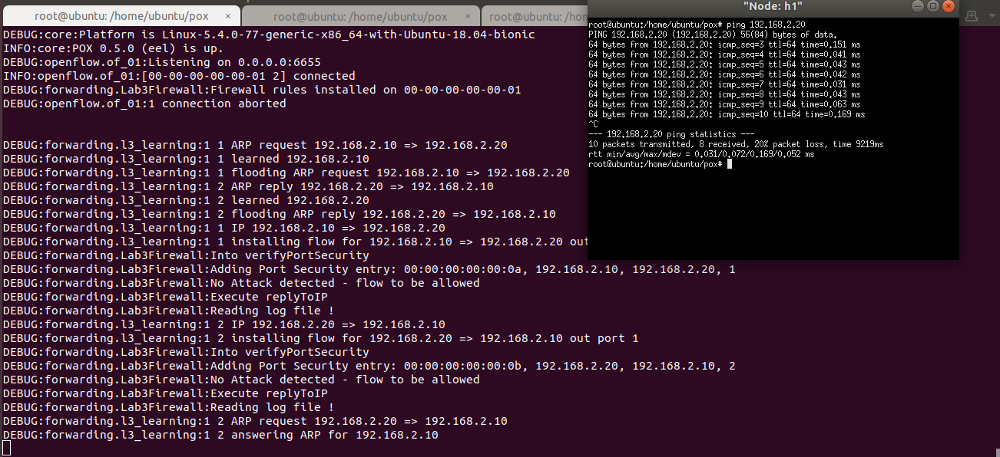 root@ubuntu: /home/ubuntu/pox ×
root@ubuntu: /home/ubuntu/pox ×
root@ubuntu: /home/ub
DEBUG:core:Platform is Linux-5.4.0-77-generic-x86_64-with-Ubuntu-18.04-bionic
INFO:core:POX 0.5.0 (eel) is up.
DEBUG:openflow.of_01:Listening on 0.0.0.0:6655
INFO:openflow.of_01:[00-00-00-00-00-01 2] connected
DEBUG:forwarding.Lab3Firewall:Firewall rules installed on 00-00-00-00-00-01
DEBUG:openflow.of_01:1 connection aborted
DEBUG:forwarding.l3_learning:1 1 ARP request 192.168.2.10 => 192.168.2.20
DEBUG:forwarding.l3_learning:1 1 learned 192.168.2.10
DEBUG:forwarding.l3_learning:1 1 flooding ARP request 192.168.2.10 => 192.168.2.20
DEBUG:forwarding.l3_learning:1 2 ARP reply 192.168.2.20 => 192.168.2.10
DEBUG:forwarding.l3_learning:1 2 learned 192.168.2.20
DEBUG:forwarding.l3_learning:1 2 flooding ARP reply 192.168.2.20 => 192.168.2.10
DEBUG:forwarding.l3_learning:1 1 IP 192.168.2.10 => 192.168.2.20
DEBUG:forwarding.l3_learning:1 1 installing flow for 192.168.2.10 => 192.168.2.20 out
DEBUG:forwarding.Lab3Firewall:Into verifyPortSecurity
DEBUG:forwarding.Lab3Firewall:Adding Port Security entry: 00:00:00:00:00:0a, 192.168.2.10, 192.168.2.20, 1
DEBUG:forwarding.Lab3Firewall:No Attack detected - flow to be allowed
DEBUG:forwarding.Lab3Firewall:Execute replyToIP
DEBUG:forwarding.Lab3Firewall:Reading log file !
DEBUG:forwarding.l3_learning:1 2 IP 192.168.2.20 => 192.168.2.10
DEBUG:forwarding.l3_learning:1 2 installing flow for 192.168.2.20 => 192.168.2.10 out port 1
DEBUG:forwarding.Lab3Firewall:Into verifyPortSecurity
DEBUG:forwarding.Lab3Firewall:Adding Port Security entry: 00:00:00:00:00:0b, 192.168.2.20, 192.168.2.10, 2
DEBUG:forwarding.Lab3Firewall:No Attack detected - flow to be allowed
DEBUG:forwarding.Lab3Firewall:Execute replyToIP
DEBUG:forwarding.Lab3Firewall:Reading log file !
DEBUG:forwarding.l3_learning:1 2 ARP request 192.168.2.20 => 192.168.2.10
DEBUG:forwarding.l3_learning:1 2 answering ARP for 192.168.2.10
"Node: h1"
root@ubuntu:/home/ubuntu/pox# ping 192.168.2.20
PING 192.168.2.20 (192.168.2.20) 56(84) bytes of data.
64 bytes from 192.168.2.20: icmp_seq=3 ttl=64 time=0.151 ms
64 bytes from 192.168.2.20: icmp_seq=4 ttl=64 time=0.041 ms
64 bytes from 192.168.2.20: icmp_seq=5 ttl=64 time=0.043 ms
64 bytes from 192.168.2.20: icmp_seq=6 ttl=64 time=0.042 ms
64 bytes from 192.168.2.20: icmp_seq=7 ttl=64 time=0.031 ms
64 bytes from 192.168.2.20: icmp_seq=8 ttl=64 time=0.043 ms
64 bytes from 192.168.2.20: icmp_seq=9 ttl=64 time=0.063 ms
64 bytes from 192.168.2.20: icmp_seq=10 ttl=64 time=0.169 ms
^C
--- 192.168.2.20 ping statistics ---
10 packets transmitted, 8 received, 20% packet loss, time 9219ms
rtt min/avg/max/mdev = 0.031/0.072/0.169/0.052 ms
root@ubuntu:/home/ubuntu/pox#